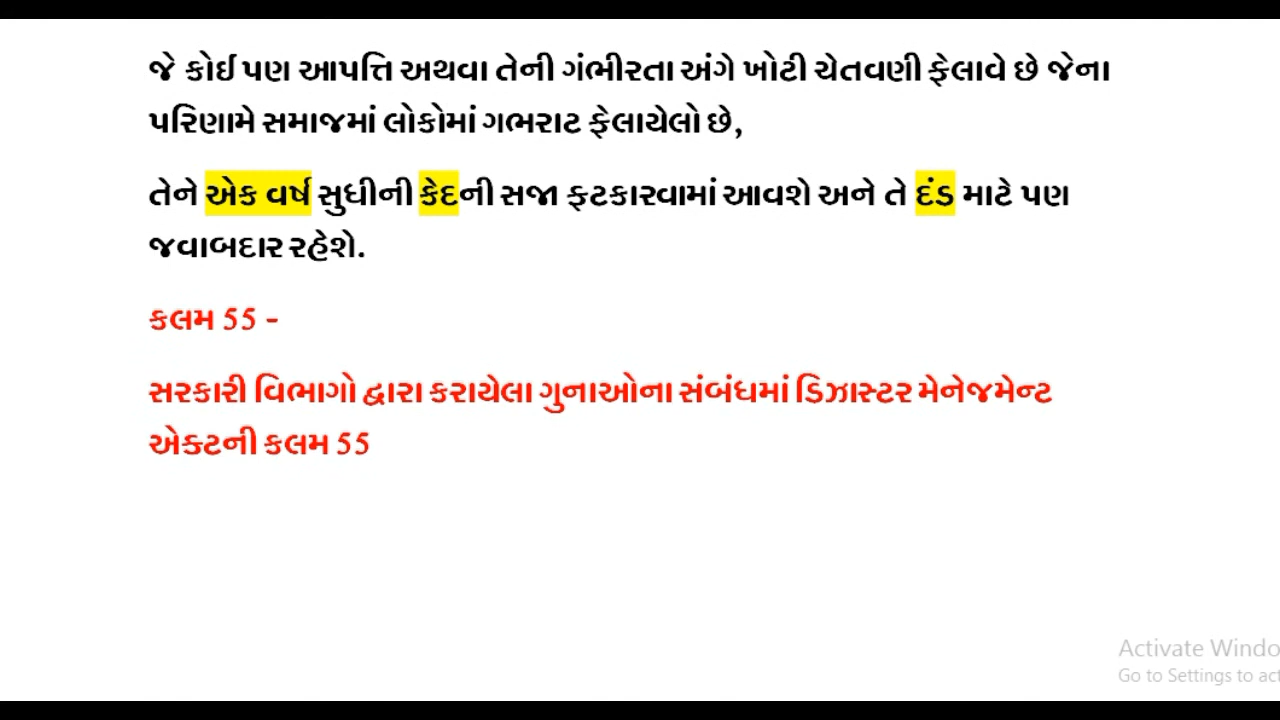 જે કોઈ પણ આપત્તિ અથવા તેની ગંભીરતા અંગે ખોટી ચેતવણી ફેલાવે છે જેના
પરિણામે સમાજમાં લોકોમાં ગભરાટ ફેલાયેલો છે,
તેને એક વર્ષ સુધીની કેદની સજા ફટકારવામાં આવશે અને તે દંડ માટે પણ
જવાબદાર રહેશે.
કલમ 55 -
સરકારી વિભાગો દ્વારા કરાયેલા ગુનાઓના સંબંધમાં ડિઝાસ્ટર મેનેજમેન્ટ
એક્ટની કલમ 55
Activate Windo
Go to Settings to act